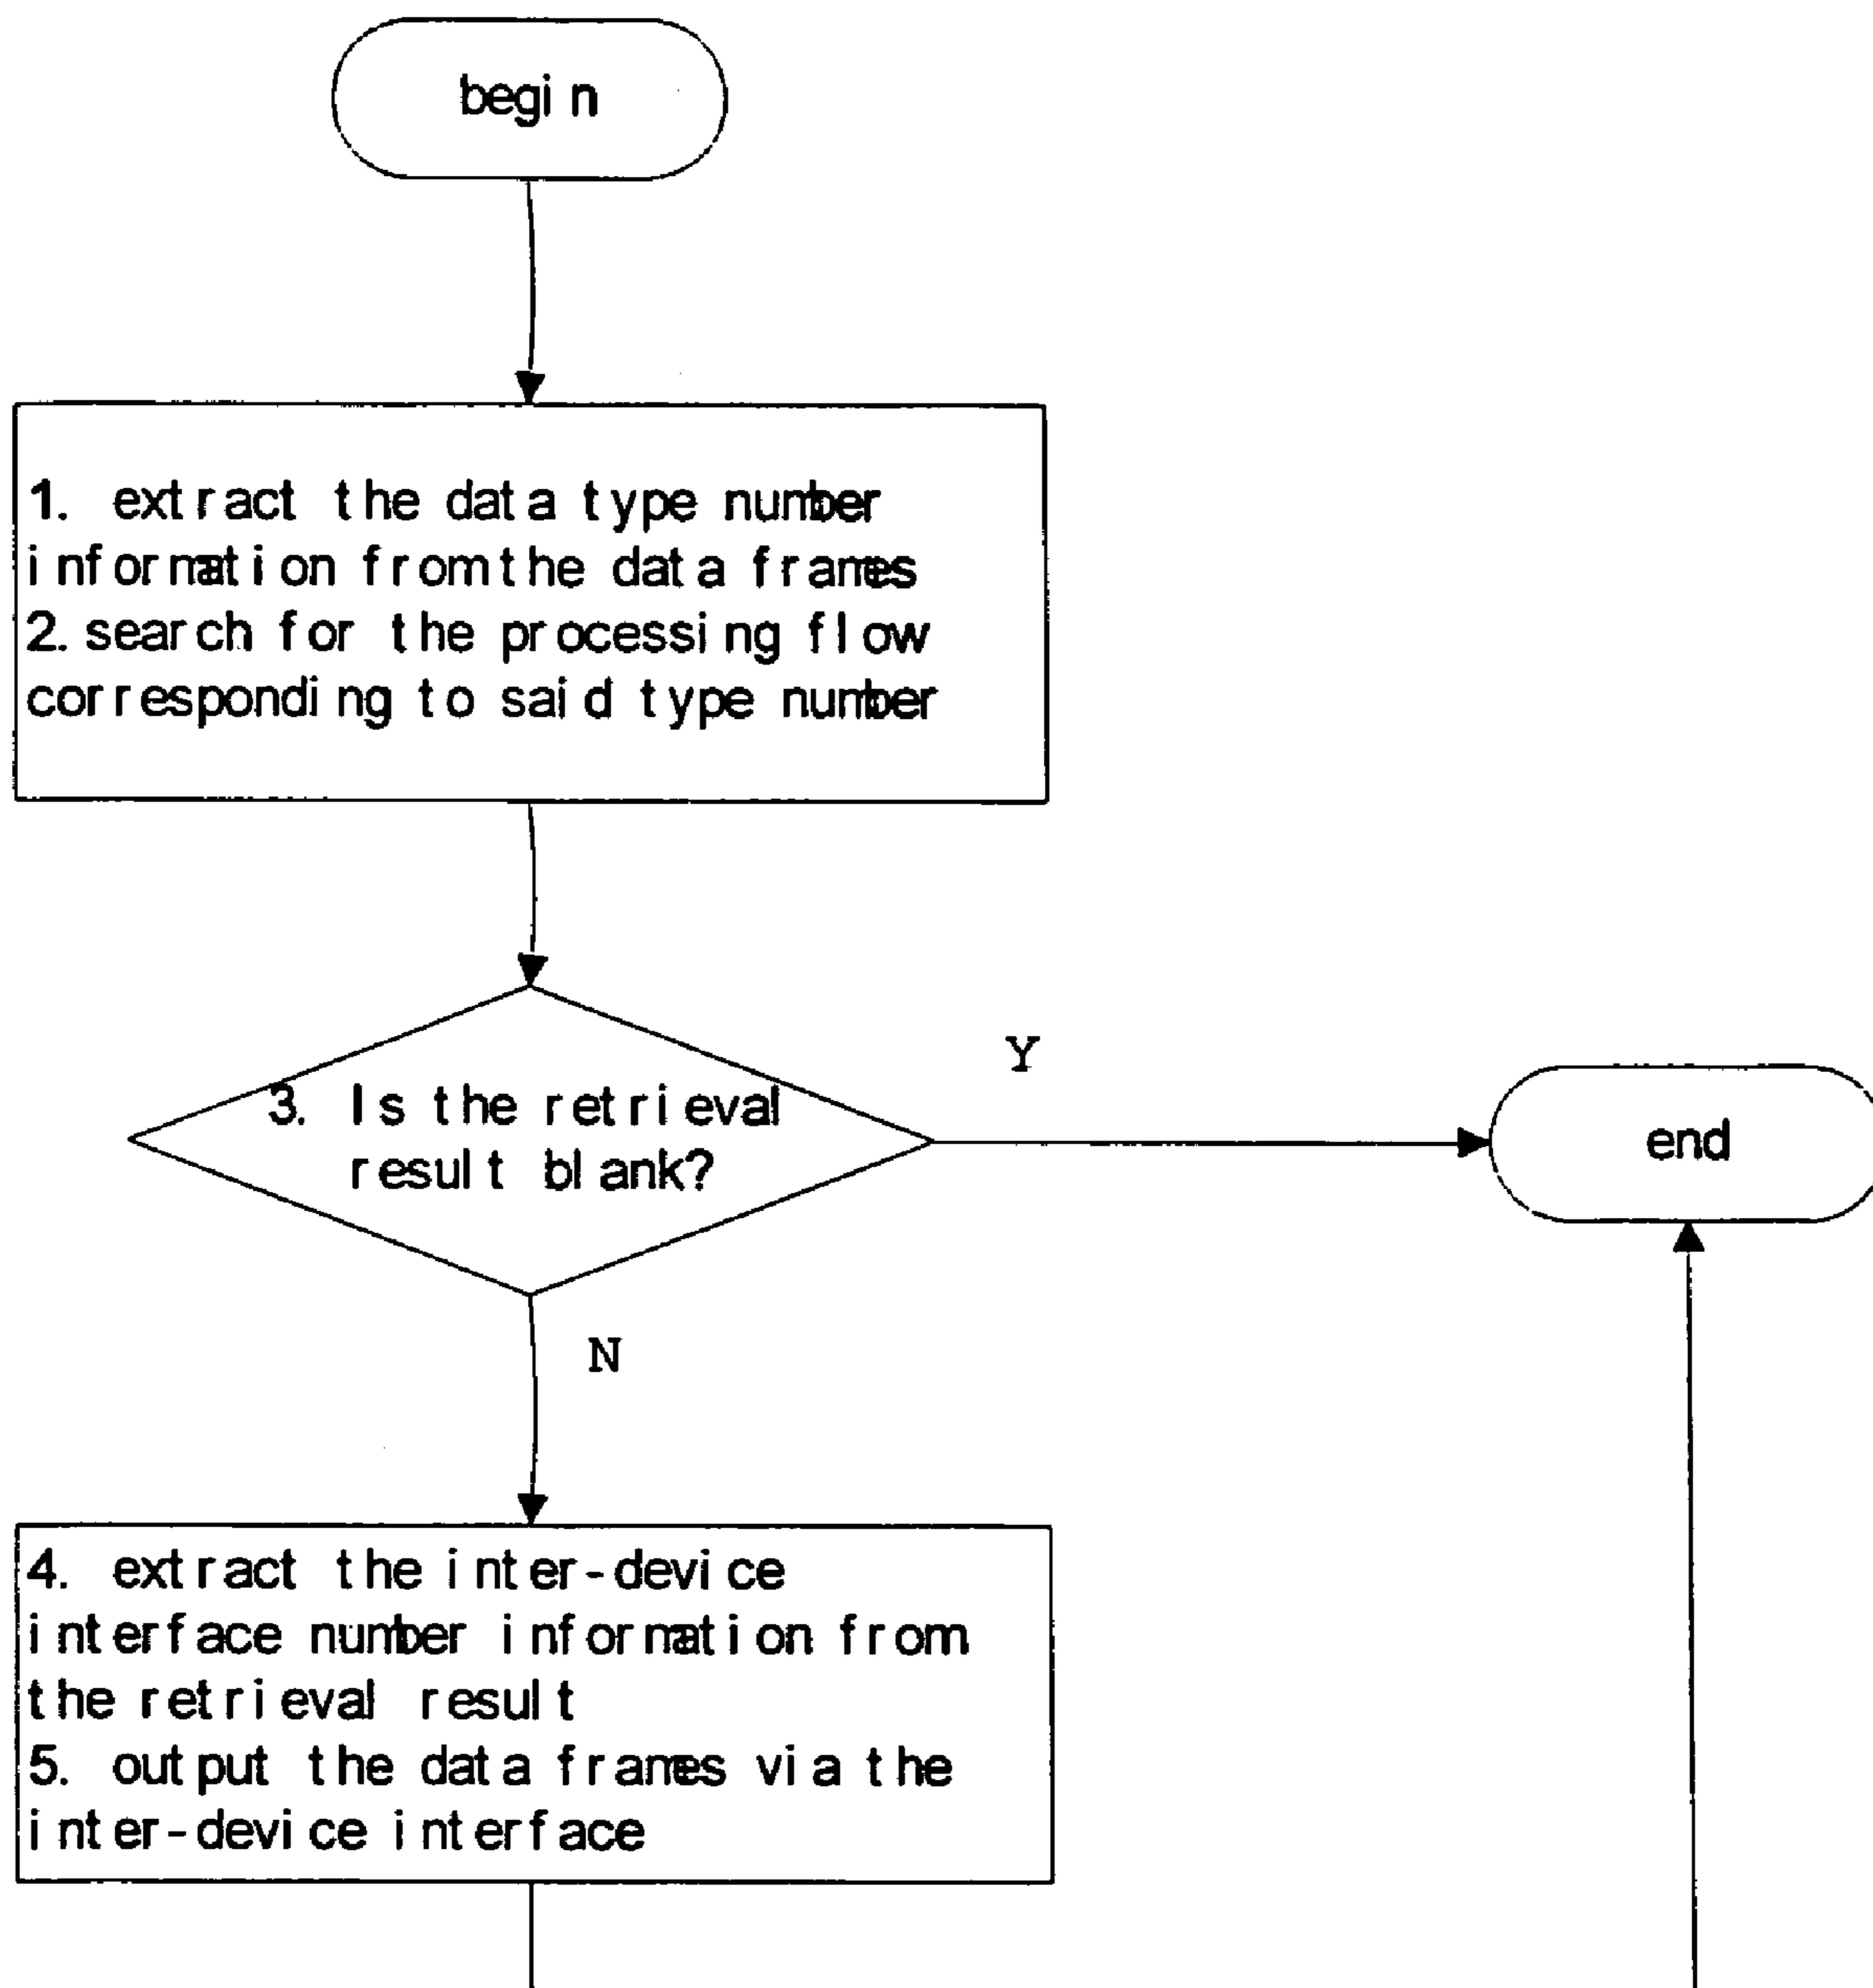 begin
1. extract the data type number
information from the data frames
2. search for the processing flow
corresponding to said type number
3. Is the retrieval
result blank?
Y
end
N
4. extract the inter-device
interface number information from
the retrieval result
5. output the data frames via the
inter-device interface